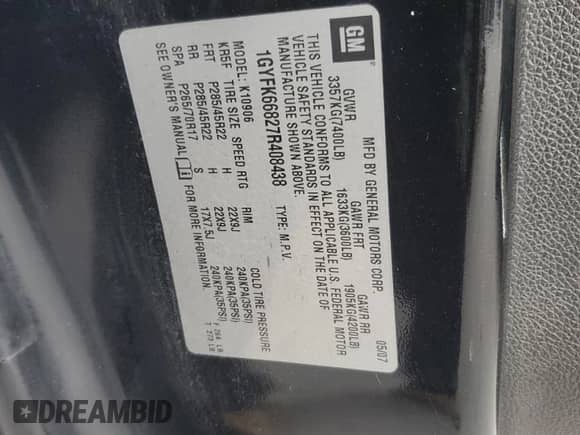 GM
MFD BY GENERAL MOTORS CORP. 05/07
GVWR GAWR FRT GAWR RR
3357KG(7400LB) 1633KG(3600LB) 1905KG(4200LB)
THIS VEHICLE CONFORMS TO ALL APPLICABLE U.S. FEDERAL MOTOR
VEHICLE SAFETY STANDARDS IN EFFECT ON THE DATE OF
MANUFACTURE SHOWN ABOVE.
1GYFK66827R408438 TYPE: M.P.V.
MODEL: K10906
KR5F TIRE SIZE SPEED RTG RIM COLD TIRE PRESSURE
FRT P285/45R22 H 22X9J 240KPA(35PSI)
RR P285/45R22 H 22X9J 240KPA(35PSI)
SPA P265/70R17 S 17X7.5J 240KPA(35PSI)
SEE OWNER'S MANUAL FOR MORE INFORMATION.
F 266 LB
T 273 LB
DREAMBID